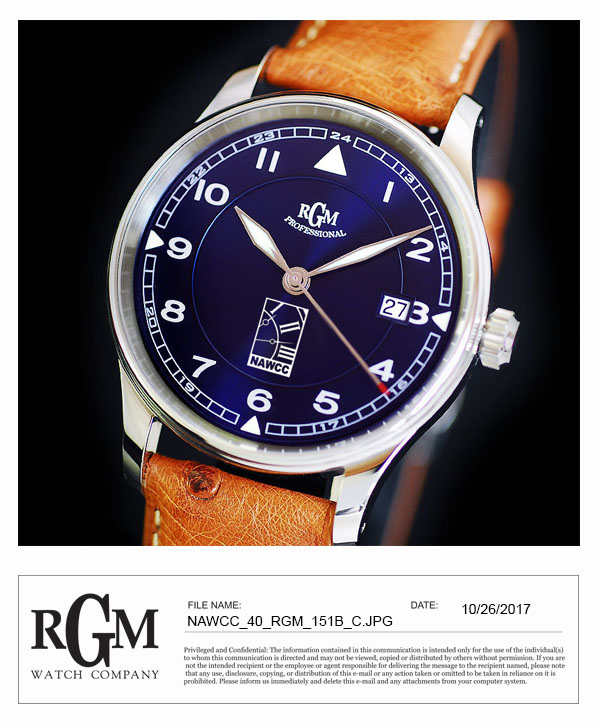 24
23
13
11
1
22
10
RGM
PROFESSIONAL
14
2
9
27
3
20
8
NAWCC
7
4
19
6
5
16
17
RGM
WATCH COMPANY
FILE NAME:
NAWCC_40_RGM_151B_C.JPG
DATE:
10/26/2017
Privileged and Confidential: The information contained in this communication is intended only for the use of the individual(s)
to whom this communication is directed and may not be viewed, copied or distributed by others without permission. If you are
not the intended recipient or the employee or agent responsible for delivering the message to the recipient named, please note
that any use, disclosure, copying, or distribution of this e-mail or any action taken or omitted to be taken in reliance on it is
prohibited. Please inform us immediately and delete this e-mail and any attachments from your computer system.